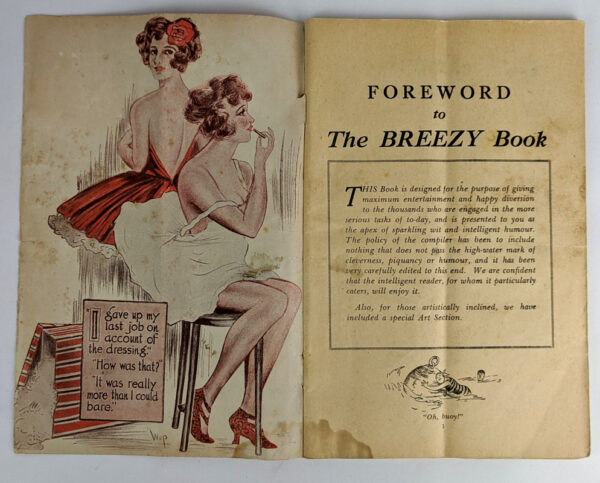 "I gave up my
last job on
account of
the dressing."
"How was that?"
"It was really
more than I could
bare."
Wop
FOREWORD
to
The BREEZY Book
THIS Book is designed for the purpose of giving
maximum entertainment and happy diversion
to the thousands who are engaged in the more
serious tasks of to-day, and is presented to you as
the apex of sparkling wit and intelligent humour.
The policy of the compiler has been to include
nothing that does not pass the high-water mark of
cleverness, piquancy or humour, and it has been
very carefully edited to this end. We are confident
that the intelligent reader, for whom it particularly
caters, will enjoy it.
Also, for those artistically inclined, we have
included a special Art Section.
"Oh, buoy!"
1